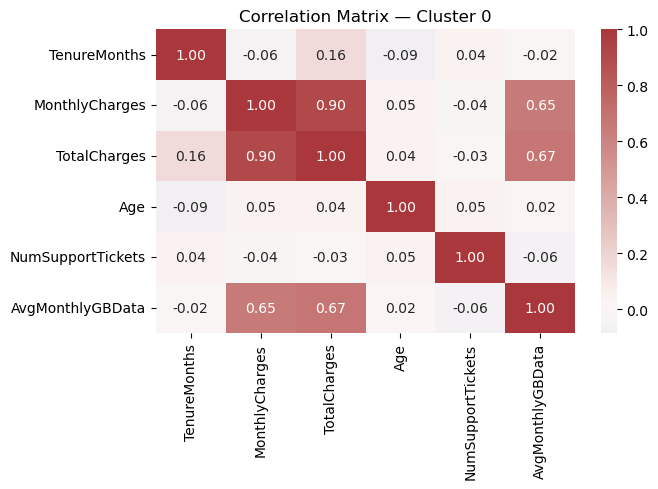 Correlation Matrix — Cluster 0
TenureMonths 1.00 -0.06 0.16 -0.09 0.04 -0.02
MonthlyCharges -0.06 1.00 0.90 0.05 -0.04 0.65
TotalCharges 0.16 0.90 1.00 0.04 -0.03 0.67
Age -0.09 0.05 0.04 1.00 0.05 0.02
NumSupportTickets 0.04 -0.04 -0.03 0.05 1.00 -0.06
AvgMonthlyGBData -0.02 0.65 0.67 0.02 -0.06 1.00
TenureMonths
MonthlyCharges
TotalCharges
Age
NumSupportTickets
AvgMonthlyGBData
1.0
0.8
0.6
0.4
0.2
0.0